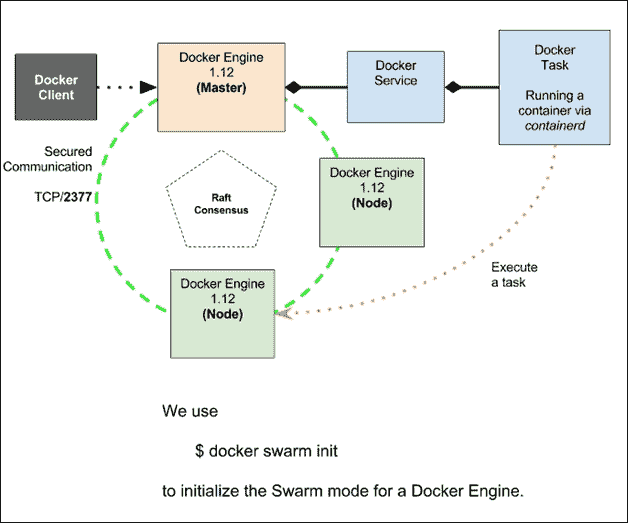 Docker
Client
Docker Engine
1.12
(Master)
Docker
Service
Docker
Task
Running a
container via
containerd
Secured
Communication
TCP/2377
Raft
Consensus
Docker Engine
1.12
(Node)
Docker Engine
1.12
(Node)
Execute
a task
We use
$ docker swarm init
to initialize the Swarm mode for a Docker Engine.